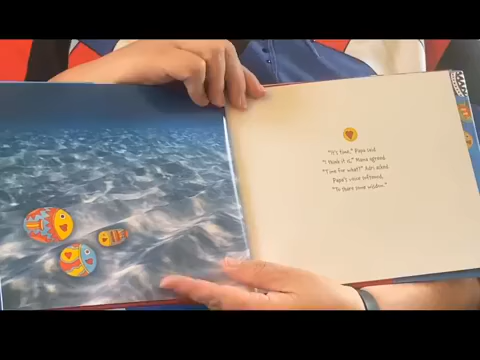 "It's time," Papa said.
"I think it is," Mama agreed.
"Time for what?" Adri asked.
Papa's voice softened.
"To share some wisdom."